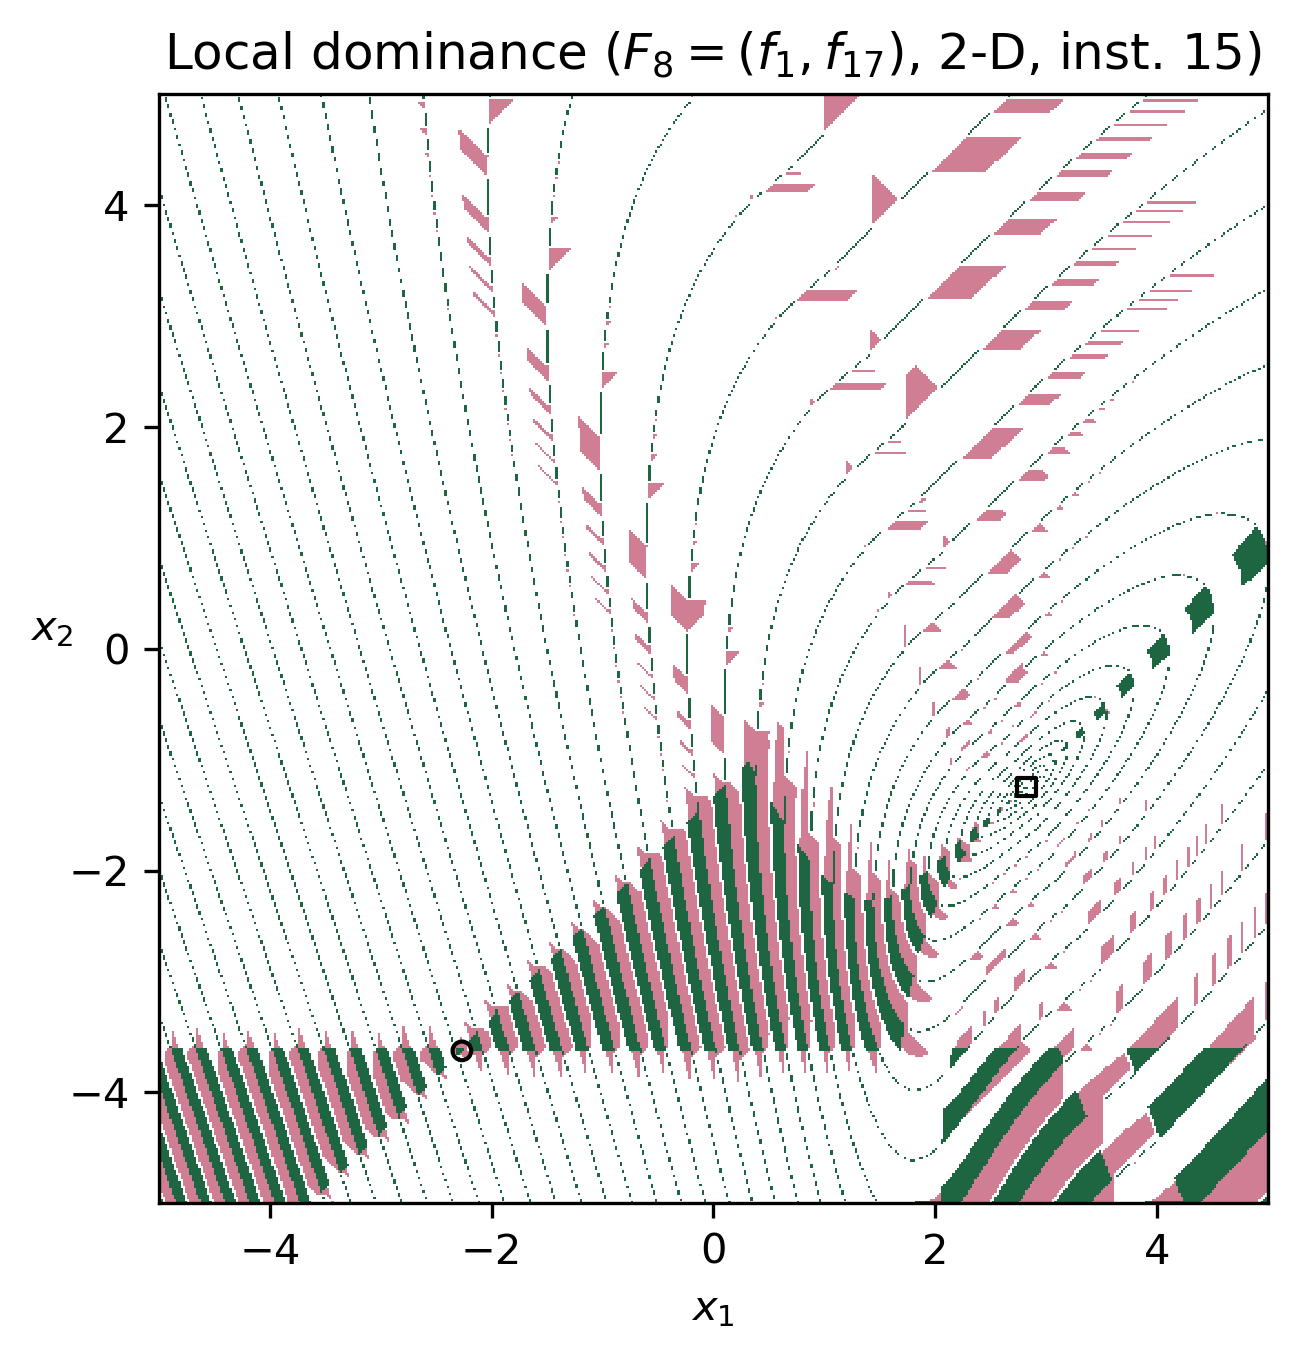 Local dominance (F₈ = (f₁, f₁₇), 2-D, inst. 15)
4
2
0
−2
−4
x₂
−4 −2 0 2 4
x₁